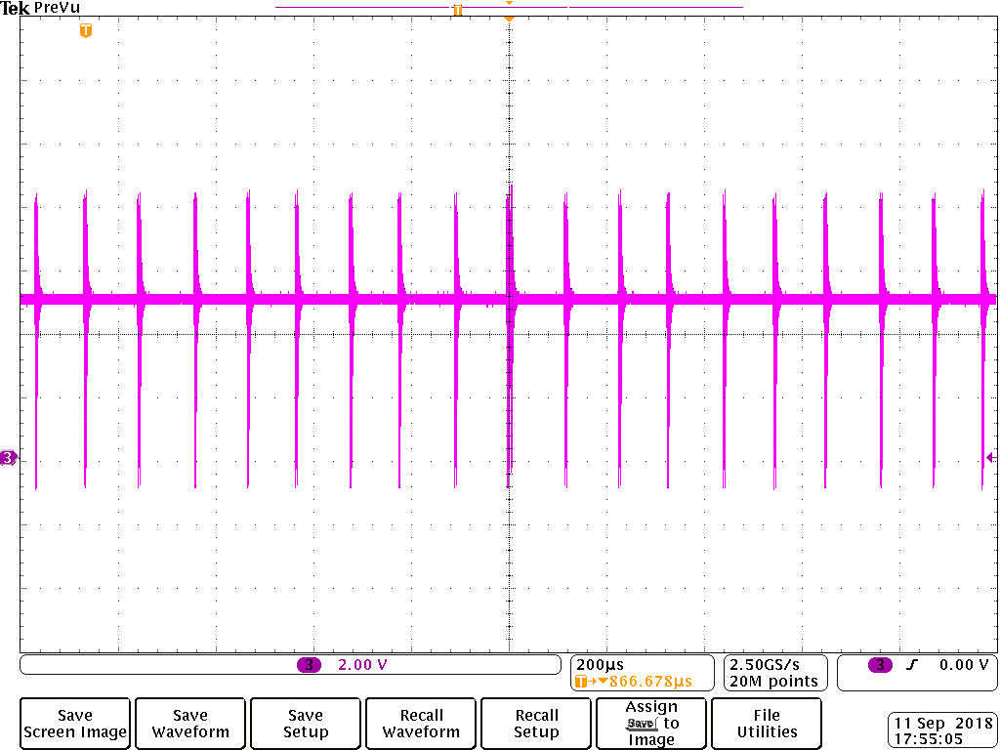 Tek PreVu
T
T
3
3 2.00 V
200µs
T→▼866.678µs
2.50GS/s
20M points
3 0.00 V
Save
Screen Image
Save
Waveform
Save
Setup
Recall
Waveform
Recall
Setup
Assign
Save to
Image
File
Utilities
11 Sep 2018
17:55:05